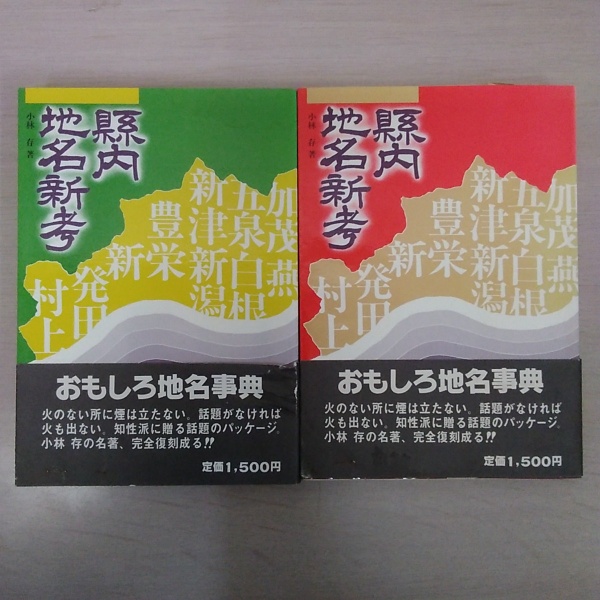 縣内
地名新考
小林 存 著
加茂 燕
五泉 白根
新津 新潟
豊栄
新
発田
村上
おもしろ地名事典
火のない所に煙は立たない。話題がなければ
火も出ない。知性派に贈る話題のパッケージ。
小林 存の名著、完全復刻成る!!
定価1,500円
縣内
地名新考
小林 存 著
加茂 燕
五泉 白根
新津 新潟
豊栄
新
発田
村上
おもしろ地名事典
火のない所に煙は立たない。話題がなければ
火も出ない。知性派に贈る話題のパッケージ。
小林 存の名著、完全復刻成る!!
定価1,500円